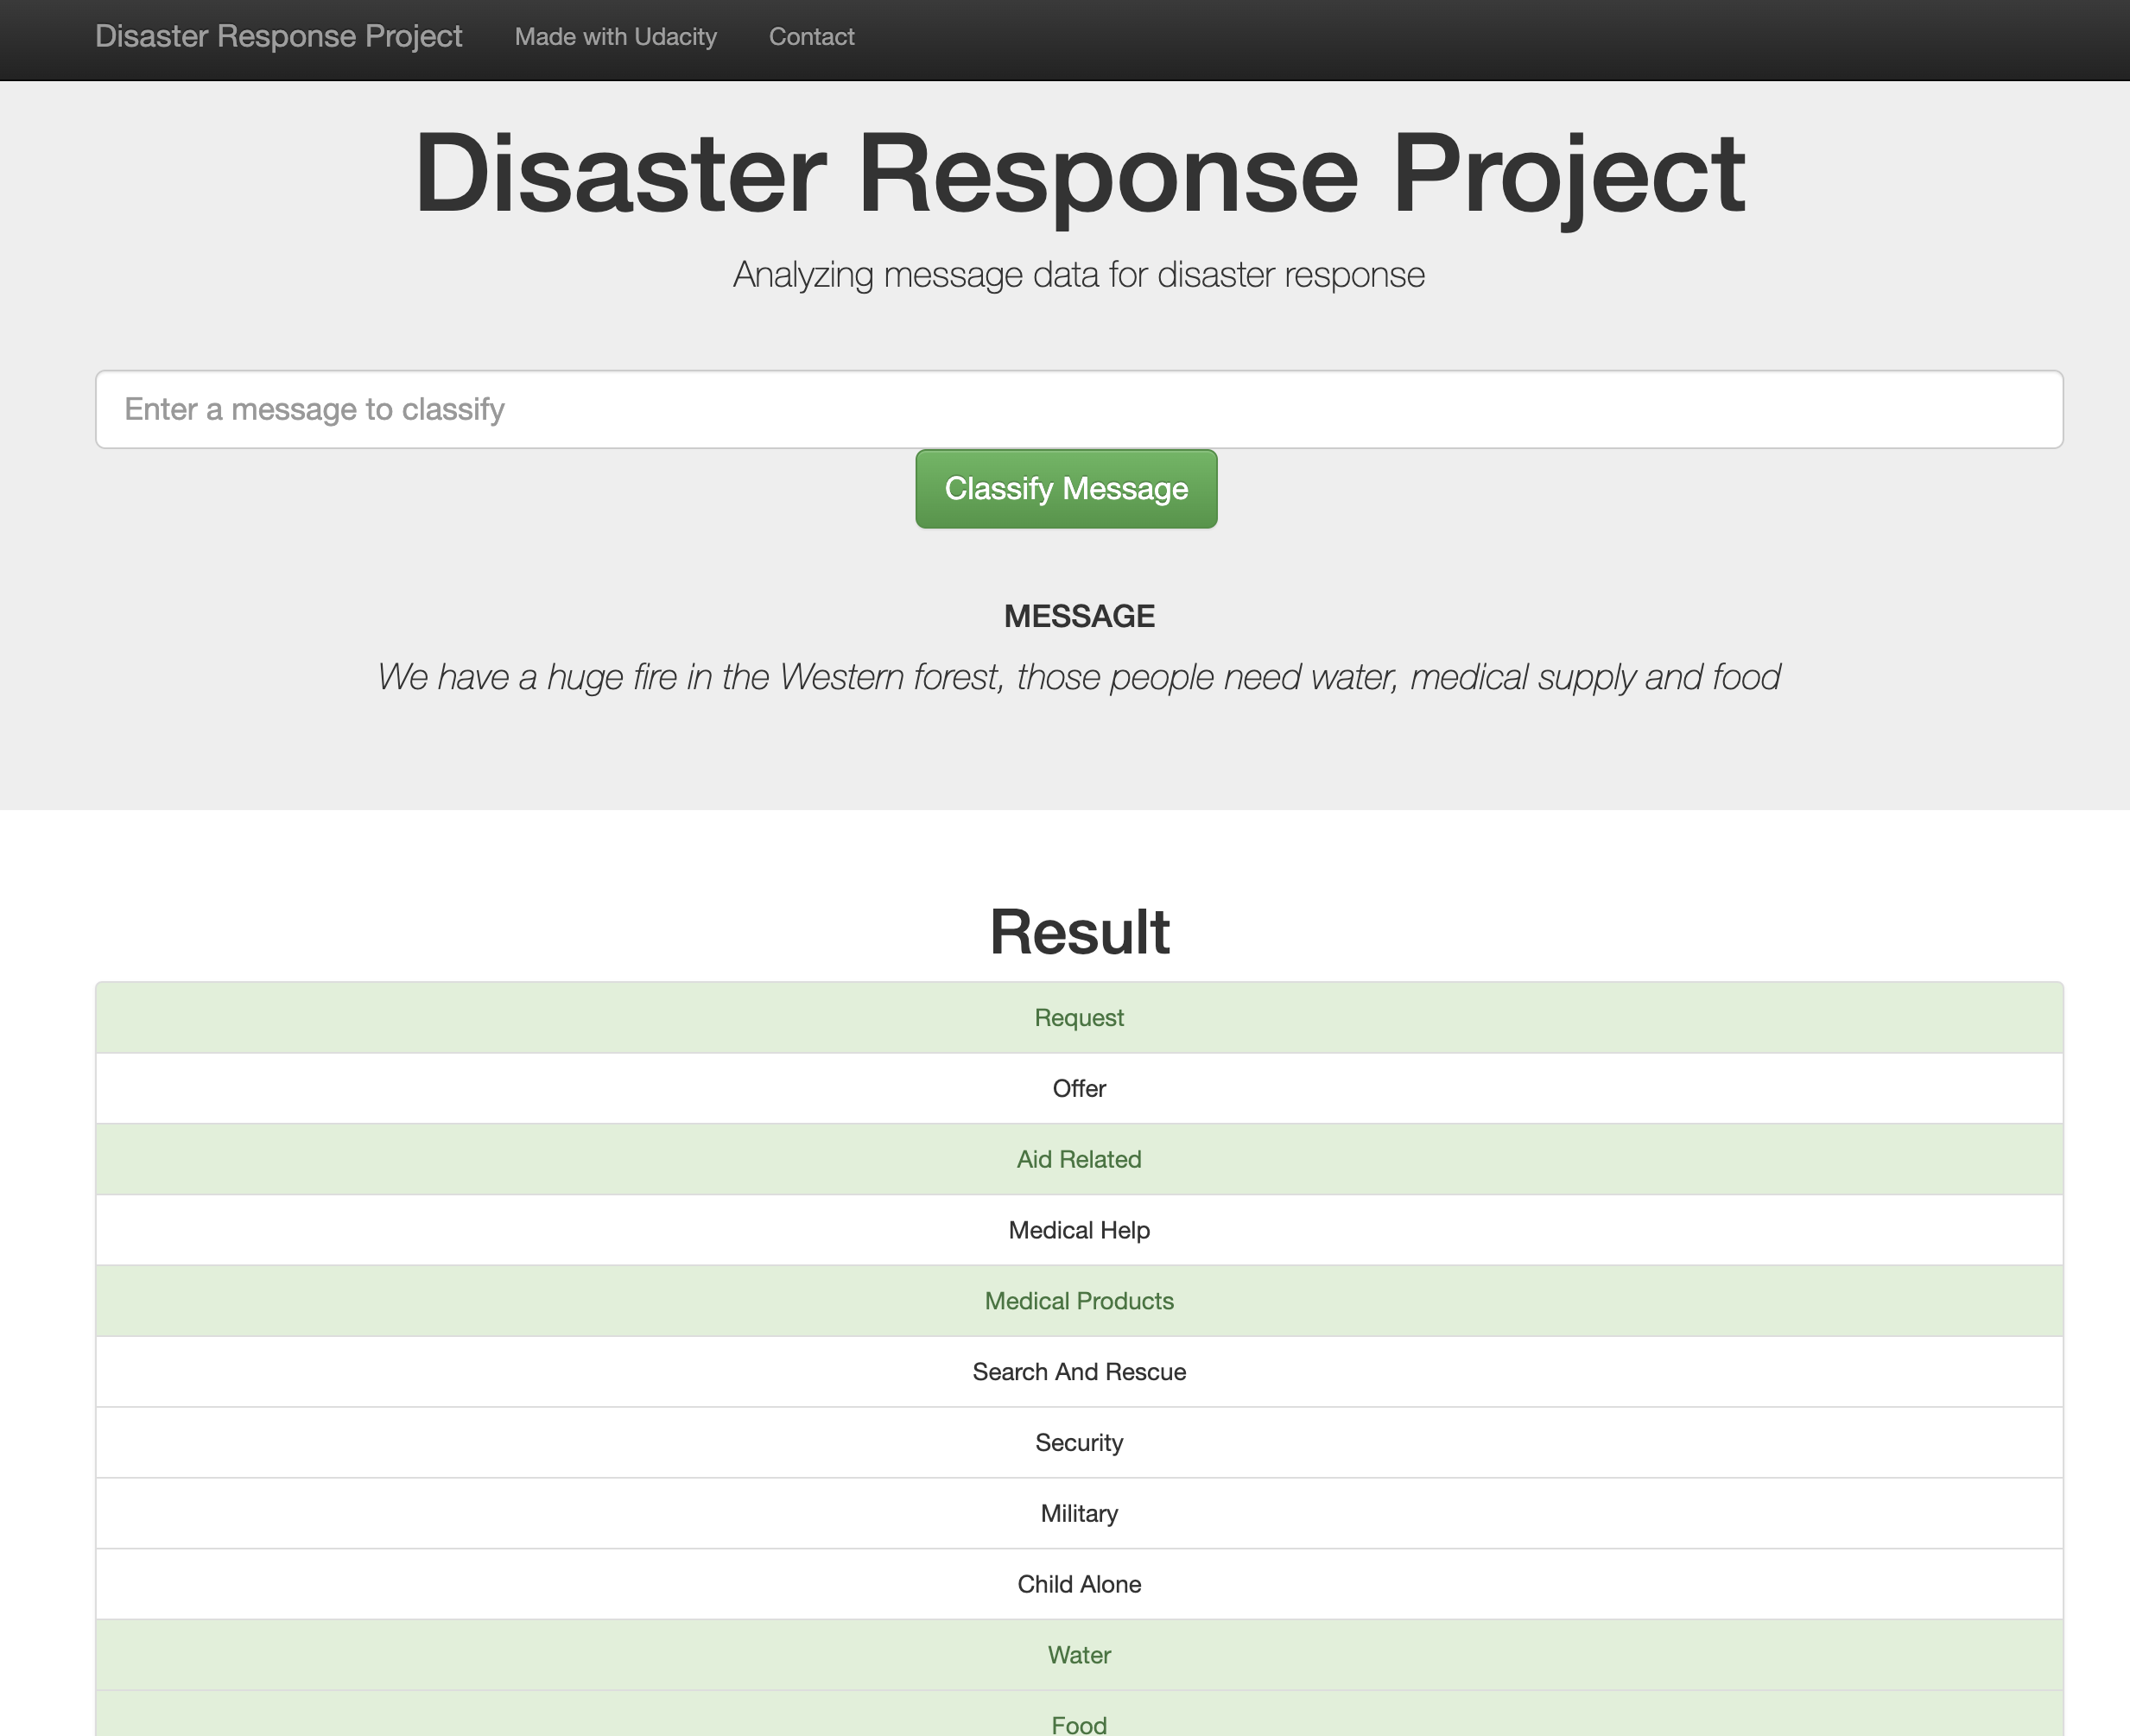 Disaster Response Project Made with Udacity Contact
Disaster Response Project
Analyzing message data for disaster response
Enter a message to classify
Classify Message
MESSAGE
We have a huge fire in the Western forest, those people need water, medical supply and food
Result
Request
Offer
Aid Related
Medical Help
Medical Products
Search And Rescue
Security
Military
Child Alone
Water
Food